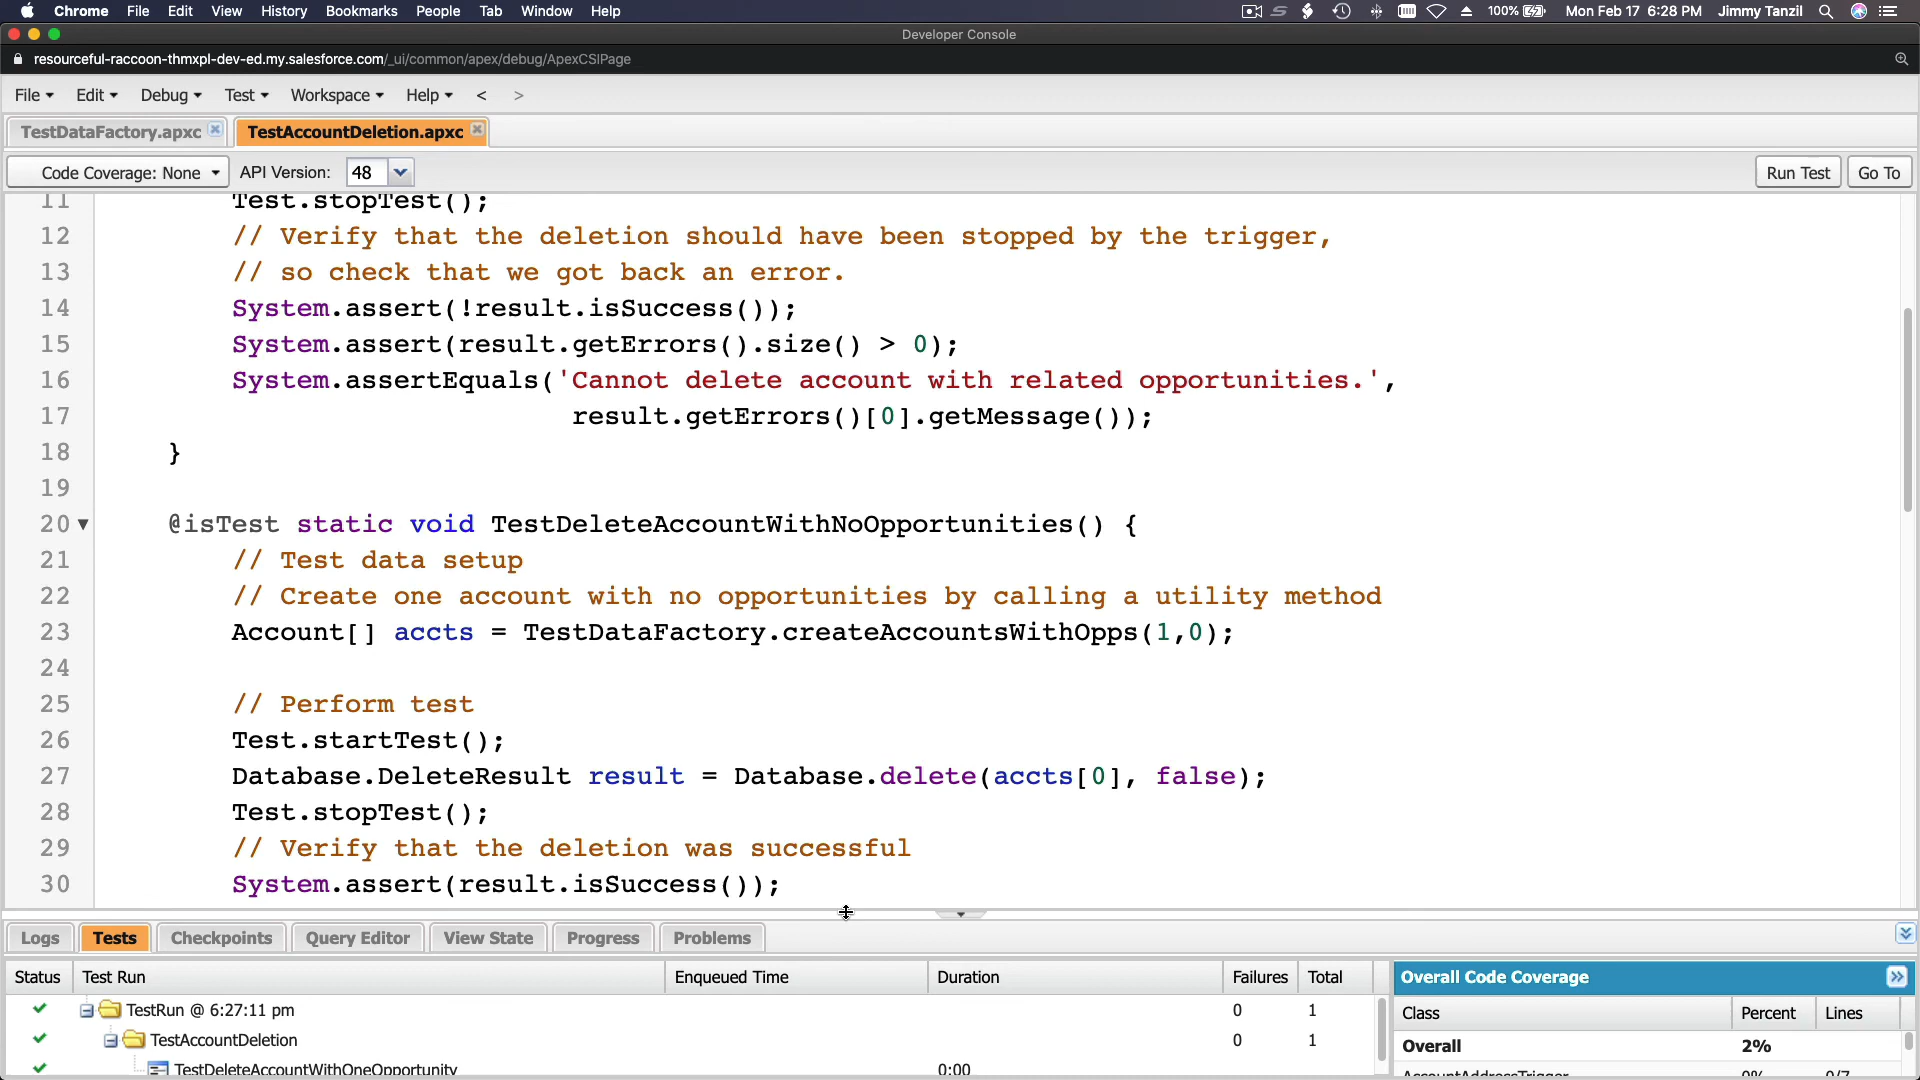 Chrome File Edit View History Bookmarks People Tab Window Help 100% Mon Feb 17 6:28 PM Jimmy Tanzil
Developer Console
resourceful-raccoon-thmxpl-dev-ed.my.salesforce.com/_ui/common/apex/debug/ApexCSIPage
File Edit Debug Test Workspace Help < >
TestDataFactory.apxc TestAccountDeletion.apxc
Code Coverage: None API Version: 48 Run Test Go To
11 Test.stopTest();
12 // Verify that the deletion should have been stopped by the trigger,
13 // so check that we got back an error.
14 System.assert(!result.isSuccess());
15 System.assert(result.getErrors().size() > 0);
16 System.assertEquals('Cannot delete account with related opportunities.',
17 result.getErrors()[0].getMessage());
18 }
19
20 @isTest static void TestDeleteAccountWithNoOpportunities() {
21 // Test data setup
22 // Create one account with no opportunities by calling a utility method
23 Account[] accts = TestDataFactory.createAccountsWithOpps(1,0);
24
25 // Perform test
26 Test.startTest();
27 Database.DeleteResult result = Database.delete(accts[0], false);
28 Test.stopTest();
29 // Verify that the deletion was successful
30 System.assert(result.isSuccess());
Logs Tests Checkpoints Query Editor View State Progress Problems
Status Test Run Enqueued Time Duration Failures Total Overall Code Coverage
TestRun @ 6:27:11 pm 0 1 Class Percent Lines
TestAccountDeletion 0 1 Overall 2%
TestDeleteAccountWithOneOpportunity 0:00 AccountAddressTrigger 0% 0/7